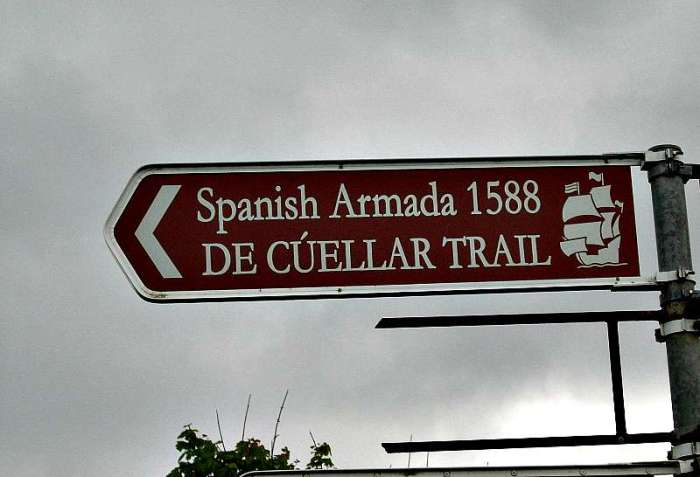 Spanish Armada 1588
DE CÚELLAR TRAIL